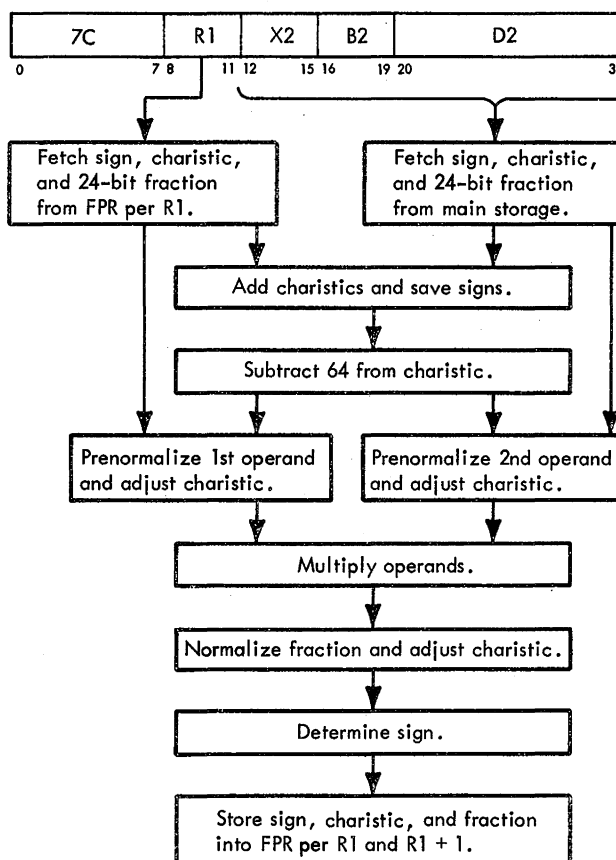 7C R1 X2 B2 D2
0 7 8 11 12 15 16 19 20 3
Fetch sign, charistic,
and 24-bit fraction
from FPR per R1.
Fetch sign, charistic,
and 24-bit fraction
from main storage.
Add charistics and save signs.
Subtract 64 from charistic.
Prenormalize 1st operand
and adjust charistic.
Prenormalize 2nd operand
and adjust charistic.
Multiply operands.
Normalize fraction and adjust charistic.
Determine sign.
Store sign, charistic, and fraction
into FPR per R1 and R1 + 1.